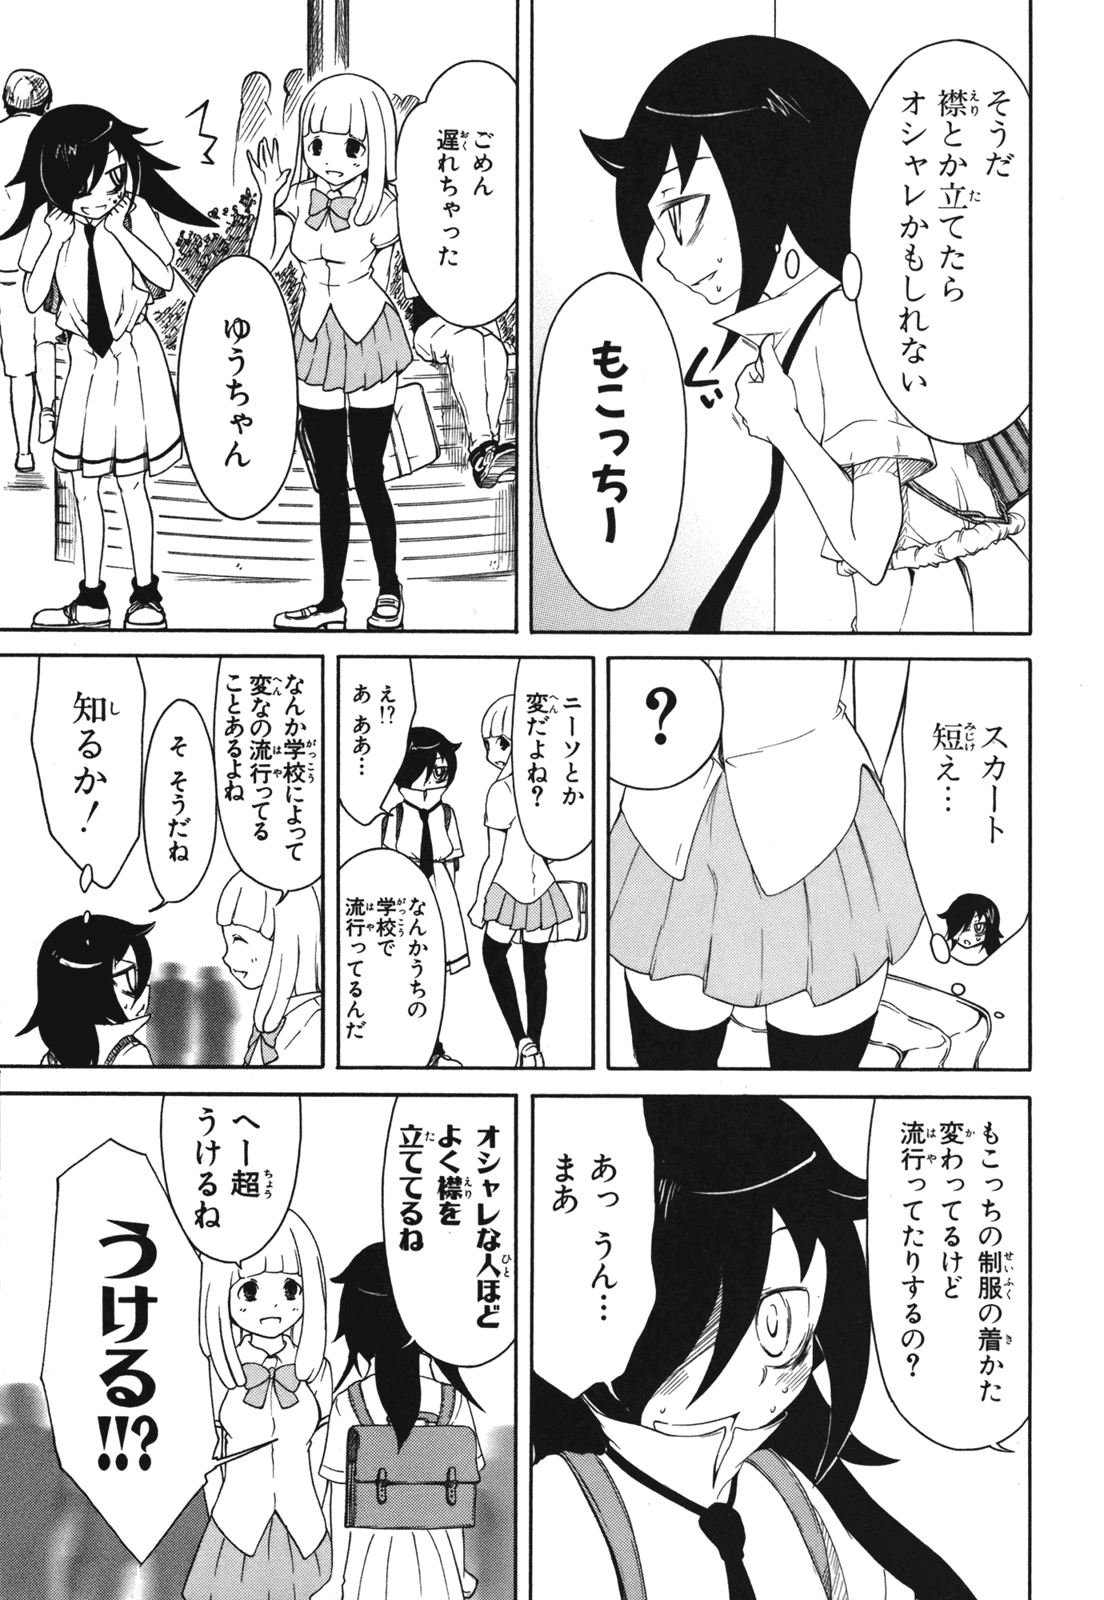 そうだ
襟とか立てたら
オシャレかもしれない
ぐい
もこっちー
ごめん
遅れちゃった
ゆうちゃん
スカート
短え…
？
ニーソとか
変だよね？
え!?
あ ああ…
なんかうちの
学校で
流行ってるんだ
なんか学校によって
変なの流行ってる
ことあるよね
そ そうだね
知るか！
もこっちの制服の着かた
変わってるけど
流行ってたりするの？
あっ うん…
まあ
オシャレな人ほど
よく襟を
立ててるね
へー超
うけるね
うける!!?